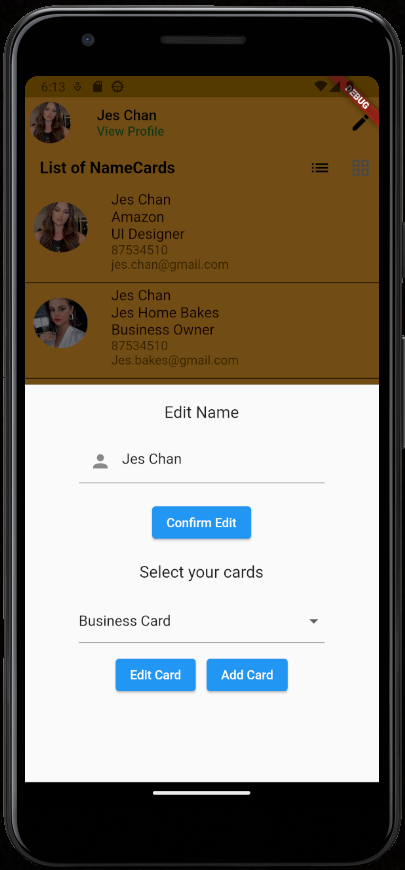 6:13
DEBUG
Jes Chan
View Profile
List of NameCards
Jes Chan
Amazon
UI Designer
87534510
jes.chan@gmail.com
Jes Chan
Jes Home Bakes
Business Owner
87534510
Jes.bakes@gmail.com
Edit Name
Jes Chan
Confirm Edit
Select your cards
Business Card
Edit Card
Add Card